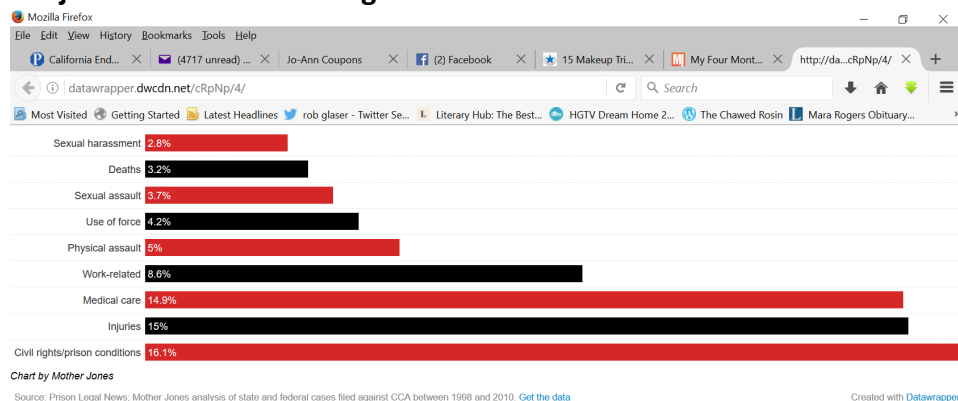 Mozilla Firefox
File Edit View History Bookmarks Tools Help
California End... (4717 unread) ... Jo-Ann Coupons (2) Facebook 15 Makeup Tri... My Four Mont... http://da...cRpNp/4/
datawrapper.dwcdn.net/cRpNp/4/ Search
Most Visited Getting Started Latest Headlines rob glaser - Twitter Se... Literary Hub: The Best... HGTV Dream Home 2... The Chawed Rosin Mara Rogers Obituary...
Sexual harassment 2.8%
Deaths 3.2%
Sexual assault 3.7%
Use of force 4.2%
Physical assault 5%
Work-related 8.6%
Medical care 14.9%
Injuries 15%
Civil rights/prison conditions 16.1%
Chart by Mother Jones
Source: Prison Legal News; Mother Jones analysis of state and federal cases filed against CCA between 1998 and 2010. Get the data Created with Datawrapper